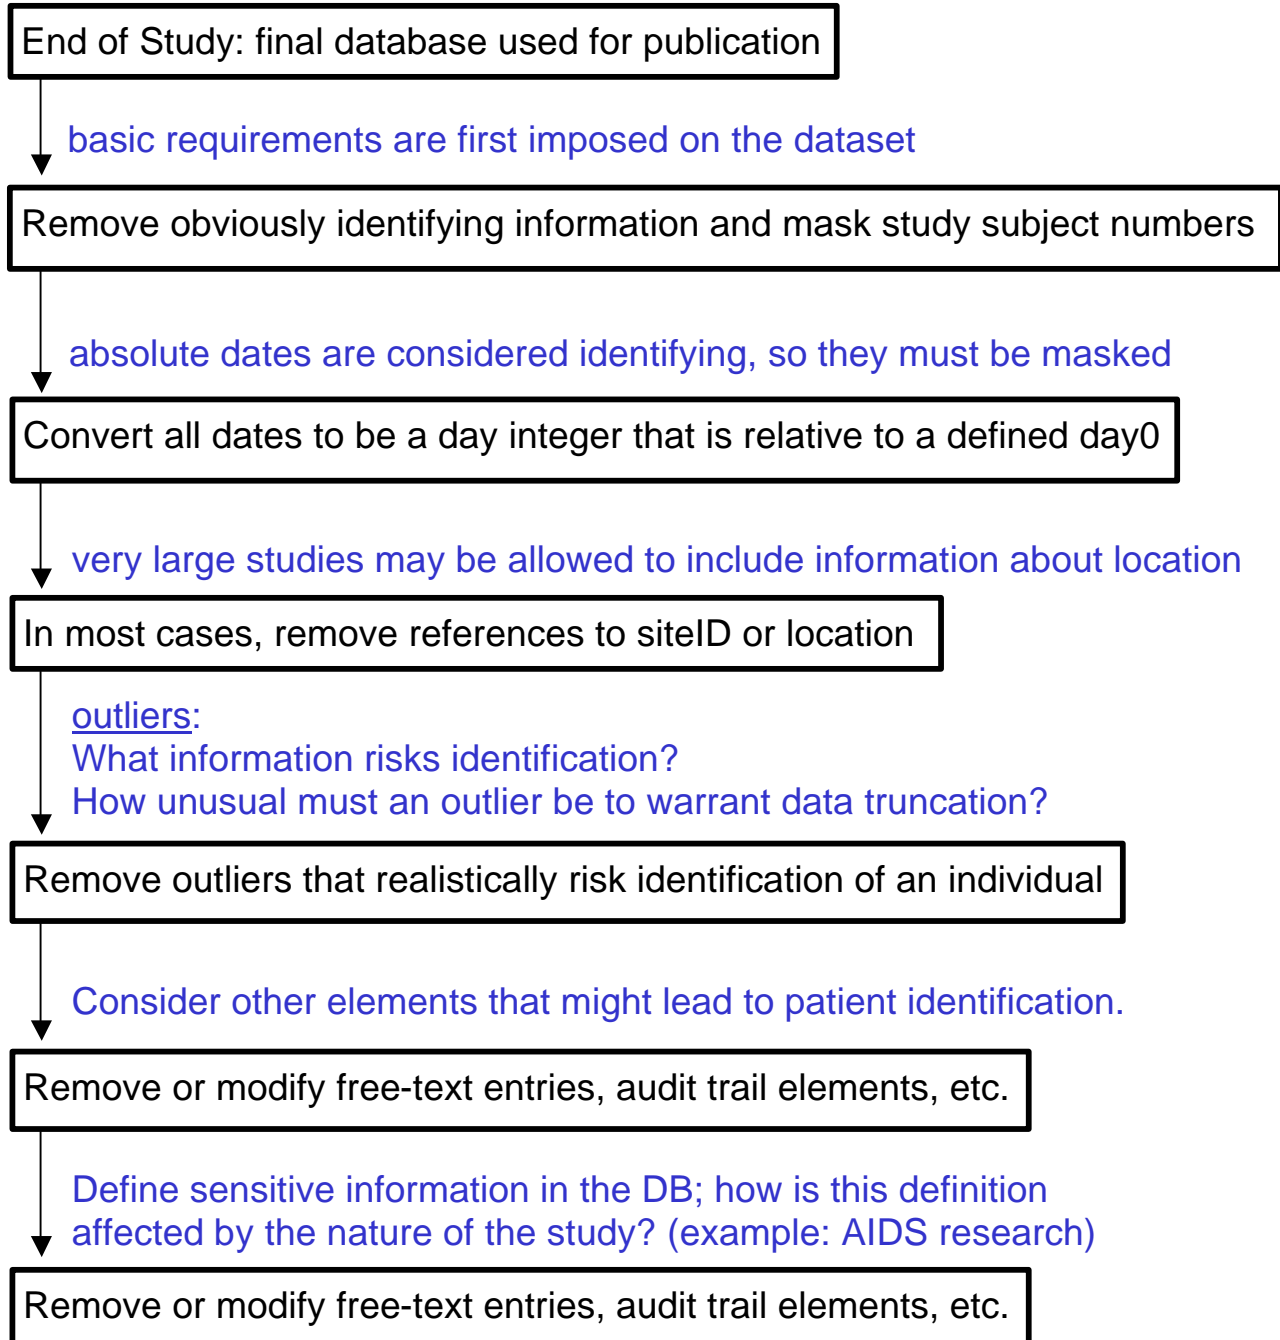 End of Study: final database used for publication
basic requirements are first imposed on the dataset
Remove obviously identifying information and mask study subject numbers
absolute dates are considered identifying, so they must be masked
Convert all dates to be a day integer that is relative to a defined day0
very large studies may be allowed to include information about location
In most cases, remove references to siteID or location
outliers:
What information risks identification?
How unusual must an outlier be to warrant data truncation?
Remove outliers that realistically risk identification of an individual
Consider other elements that might lead to patient identification.
Remove or modify free-text entries, audit trail elements, etc.
Define sensitive information in the DB; how is this definition
affected by the nature of the study? (example: AIDS research)
Remove or modify free-text entries, audit trail elements, etc.